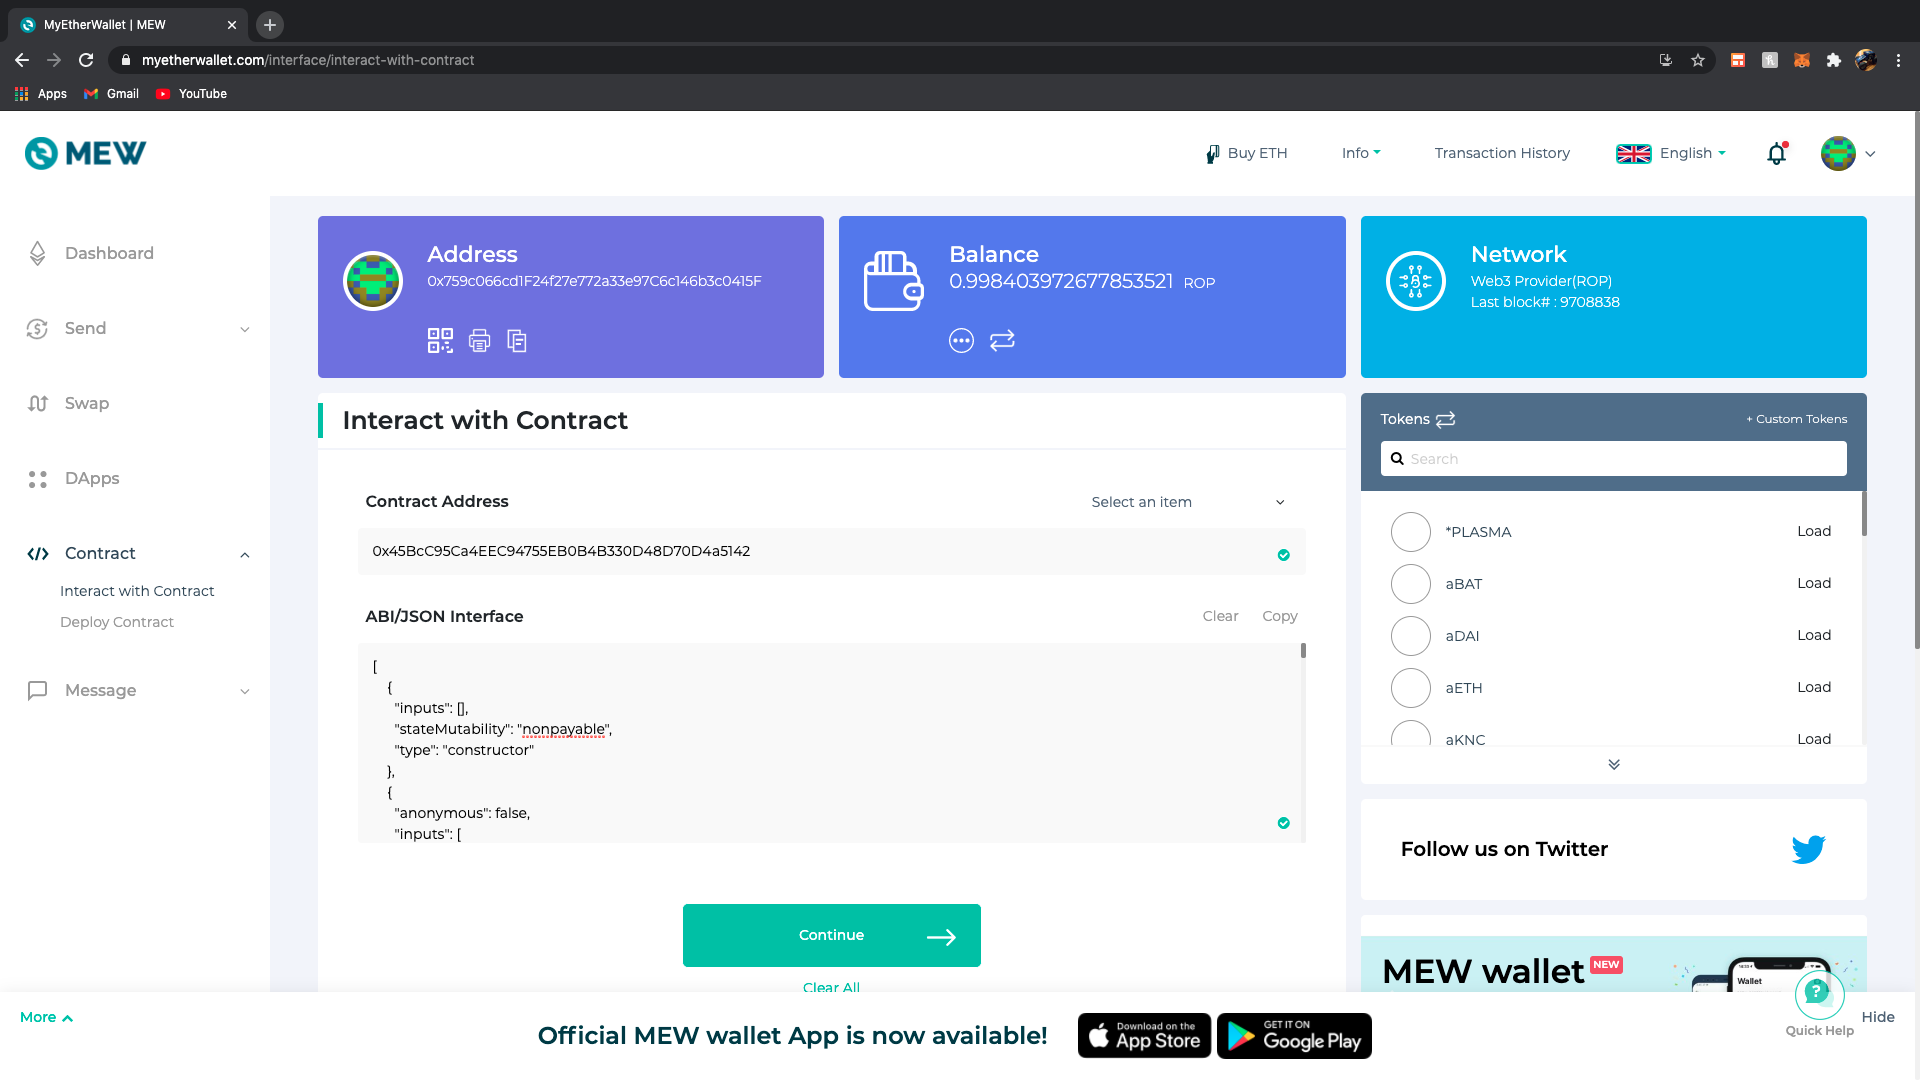 MyEtherWallet | MEW
myetherwallet.com/interface/interact-with-contract
Apps
Gmail
YouTube
MEW
Buy ETH
Info
Transaction History
English
Dashboard
Send
Swap
DApps
Contract
Interact with Contract
Deploy Contract
Message
Address
0x759c066cd1F24f27e772a33e97C6c146b3c0415F
Balance
0.998403972677853521 ROP
Network
Web3 Provider(ROP)
Last block# : 9708838
Interact with Contract
Contract Address
Select an item
0x45BcC95Ca4EEC94755EB0B4B330D48D70D4a5142
ABI/JSON Interface
Clear
Copy
[
{
"inputs": [],
"stateMutability": "nonpayable",
"type": "constructor"
},
{
"anonymous": false,
"inputs": [
Continue
Clear All
Tokens
+ Custom Tokens
Search
*PLASMA
Load
aBAT
Load
aDAI
Load
aETH
Load
aKNC
Load
Follow us on Twitter
MEW wallet
NEW
Wallet
Quick Help
More
Official MEW wallet App is now available!
Download on the
App Store
GET IT ON
Google Play
Hide